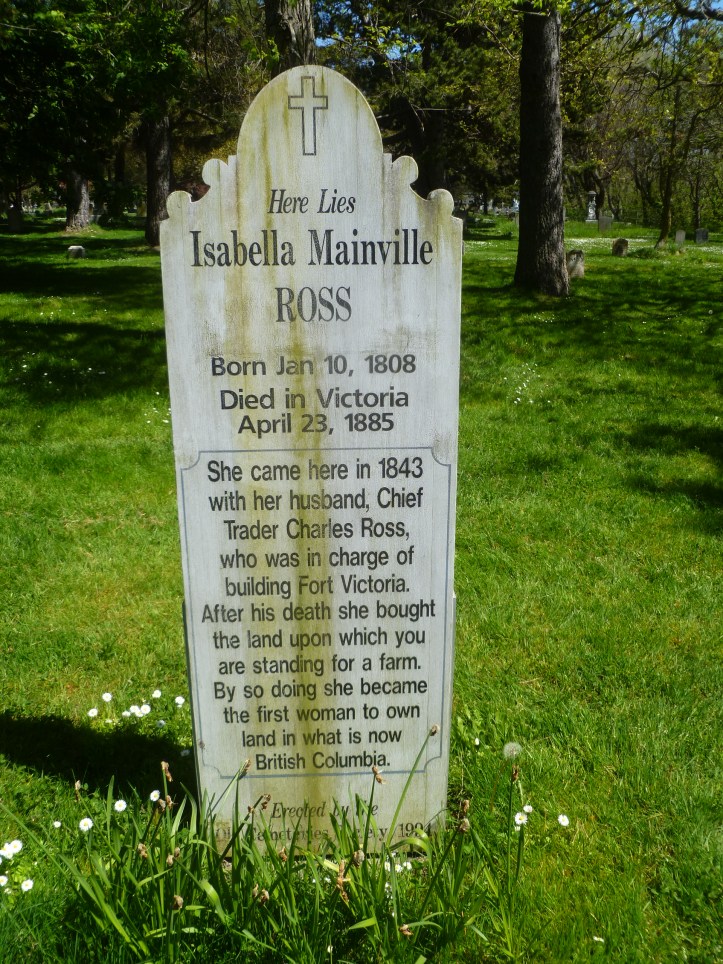 Here Lies
Isabella Mainville
ROSS
Born Jan 10, 1808
Died in Victoria
April 23, 1885
She came here in 1843
with her husband, Chief
Trader Charles Ross,
who was in charge of
building Fort Victoria.
After his death she bought
the land upon which you
are standing for a farm.
By so doing she became
the first woman to own
land in what is now
British Columbia.
Erected by the
Old Cemeteries